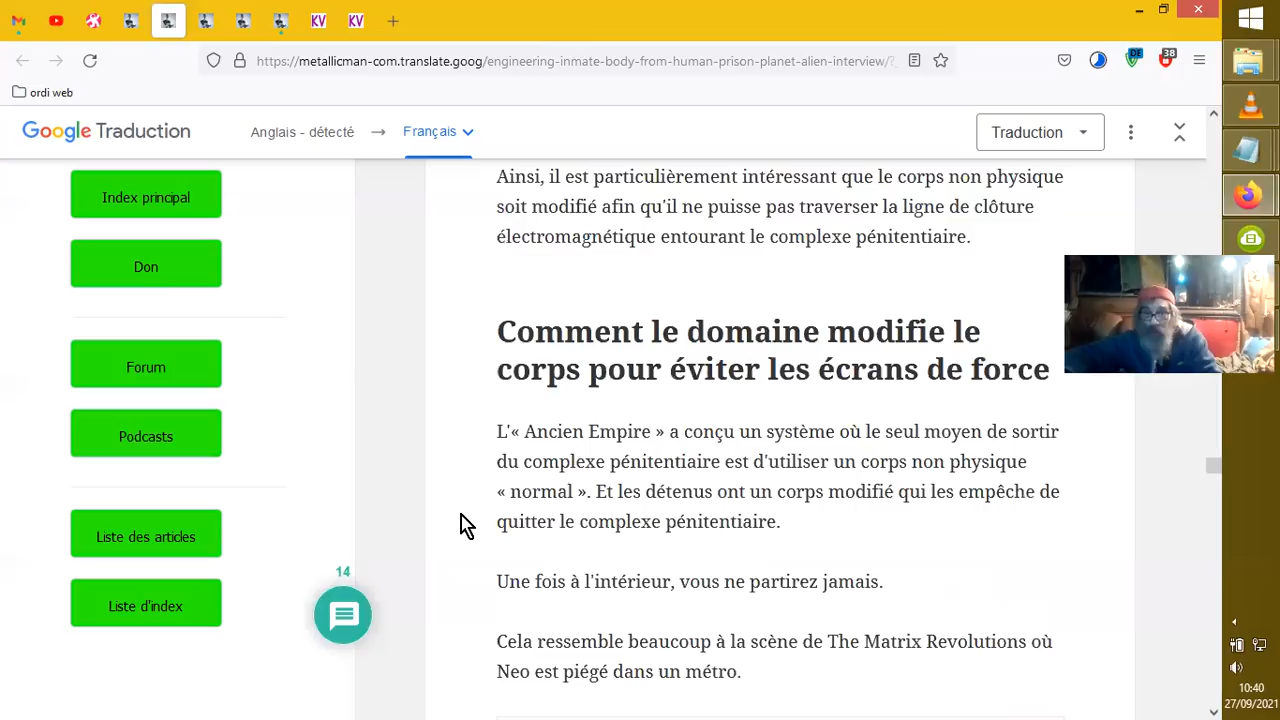 KV
KV
https://metallicman-com.translate.goog/engineering-inmate-body-from-human-prison-planet-alien-interview/?
DE
38
ordi web
Google Traduction
Anglais - détecté → Français
Traduction
Index principal
Don
Forum
Podcasts
Liste des articles
Liste d'index
14
Ainsi, il est particulièrement intéressant que le corps non physique
soit modifié afin qu'il ne puisse pas traverser la ligne de clôture
électromagnétique entourant le complexe pénitentiaire.
Comment le domaine modifie le
corps pour éviter les écrans de force
L'« Ancien Empire » a conçu un système où le seul moyen de sortir
du complexe pénitentiaire est d'utiliser un corps non physique
« normal ». Et les détenus ont un corps modifié qui les empêche de
quitter le complexe pénitentiaire.
Une fois à l'intérieur, vous ne partirez jamais.
Cela ressemble beaucoup à la scène de The Matrix Revolutions où
Neo est piégé dans un métro.
10:40
27/09/2021